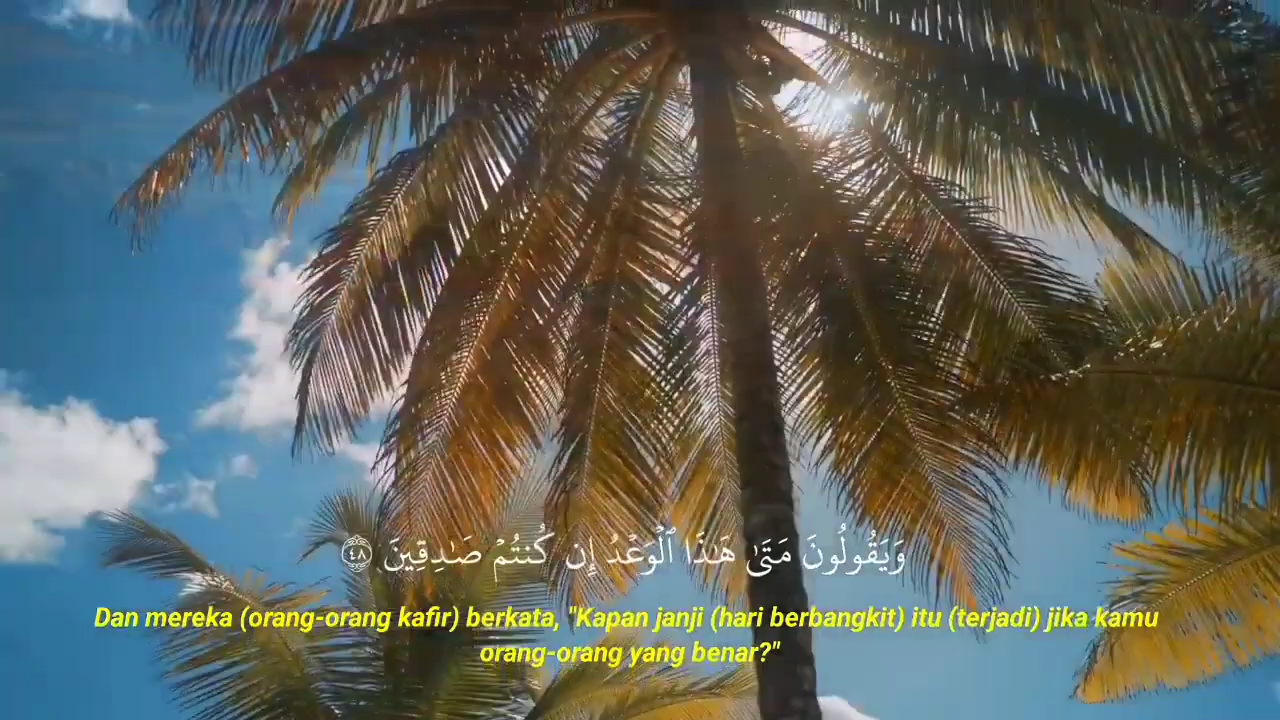 وَيَقُولُونَ مَتَىٰ هَـٰذَا ٱلْوَعْدُ إِن كُنتُمْ صَـٰدِقِينَ ٤٨
Dan mereka (orang-orang kafir) berkata, "Kapan janji (hari berbangkit) itu (terjadi) jika kamu
orang-orang yang benar?"